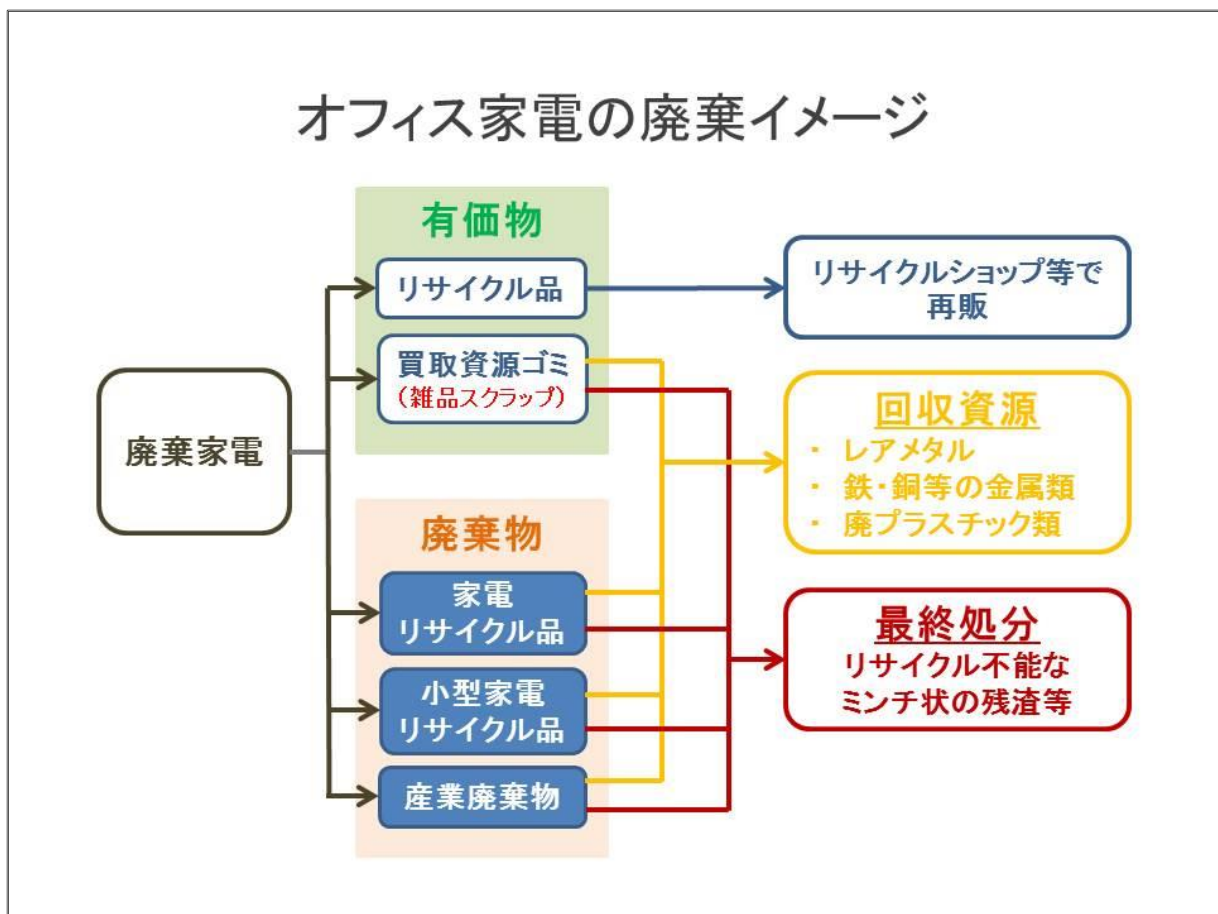 オフィス家電の廃棄イメージ
廃棄家電
有価物
リサイクル品
買取資源ゴミ
（雑品スクラップ）
廃棄物
家電
リサイクル品
小型家電
リサイクル品
産業廃棄物
リサイクルショップ等で
再販
回収資源
・ レアメタル
・ 鉄・銅等の金属類
・ 廃プラスチック類
最終処分
リサイクル不能な
ミンチ状の残渣等